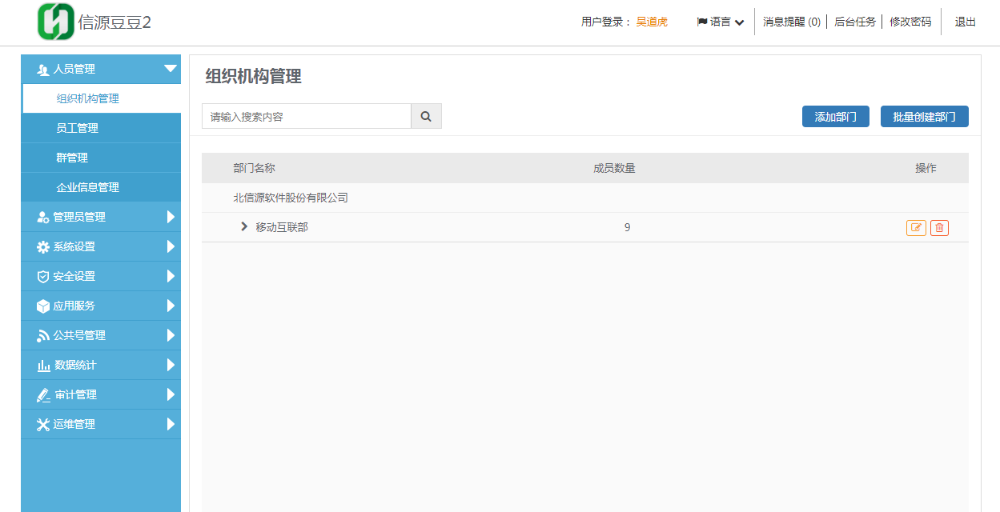 信源豆豆2
用户登录： 吴道虎 语言 消息提醒 (0) 后台任务 修改密码 退出
人员管理
组织机构管理
员工管理
群管理
企业信息管理
管理员管理
系统设置
安全设置
应用服务
公共号管理
数据统计
审计管理
运维管理
组织机构管理
请输入搜索内容
添加部门 批量创建部门
部门名称 成员数量 操作
北信源软件股份有限公司
移动互联部 9